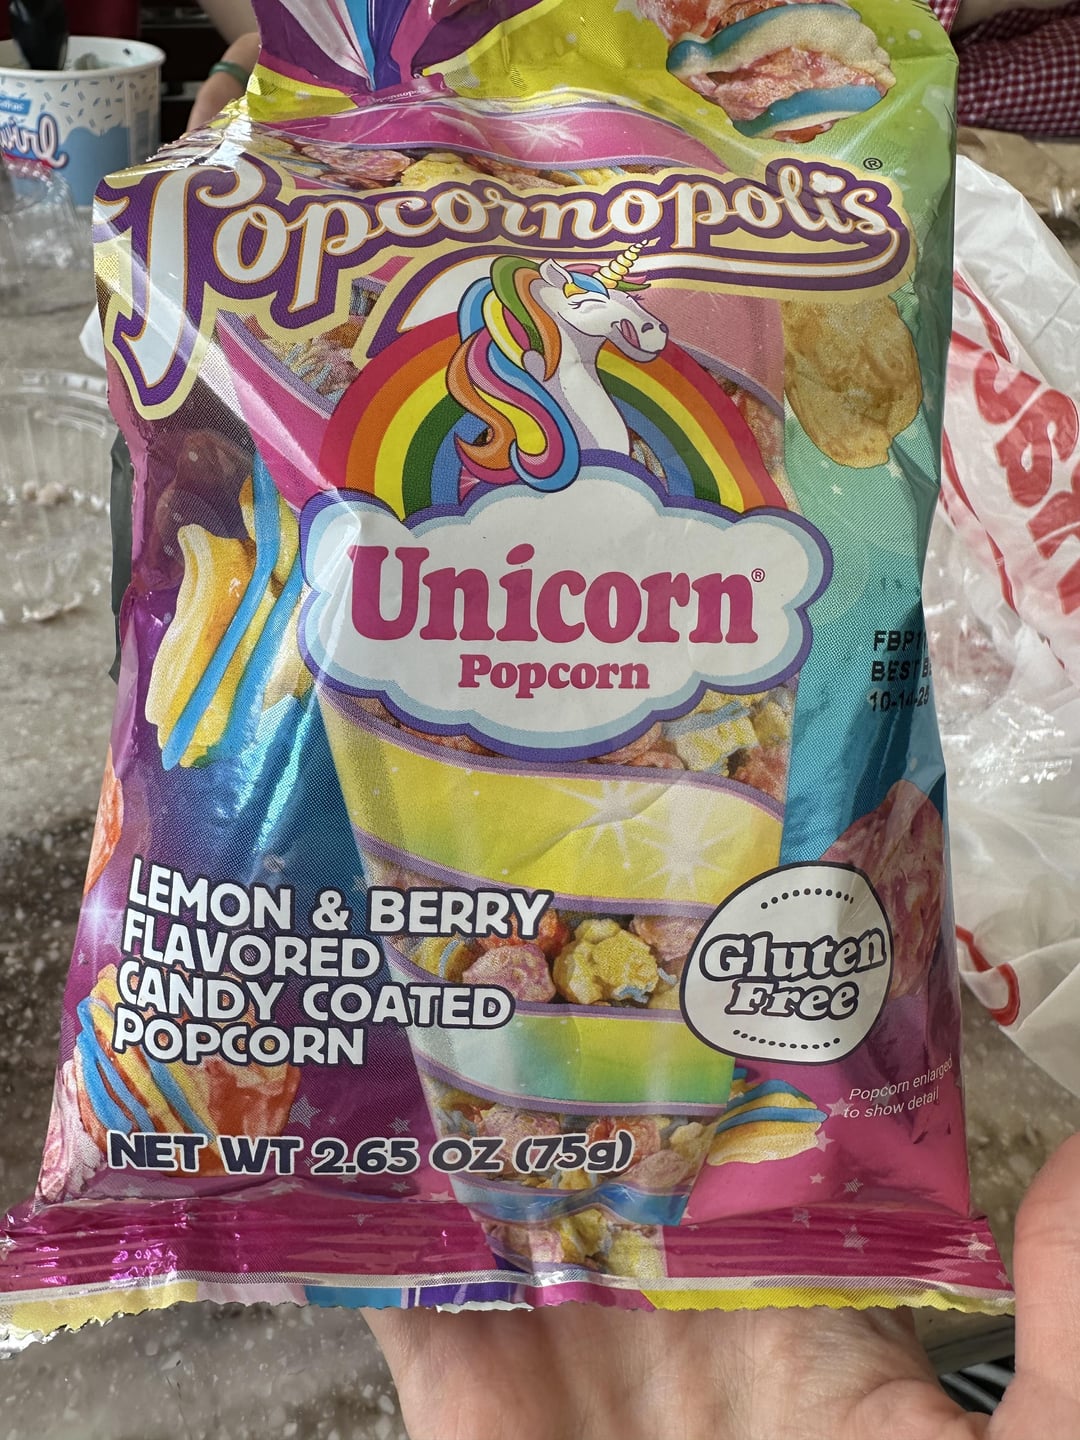 Popcornopolis®
Unicorn®
Popcorn
BEST
LEMON & BERRY
FLAVORED
CANDY COATED
POPCORN
Gluten
Free
Popcorn enlarged
to show detail
NET WT 2.65 OZ (75g)